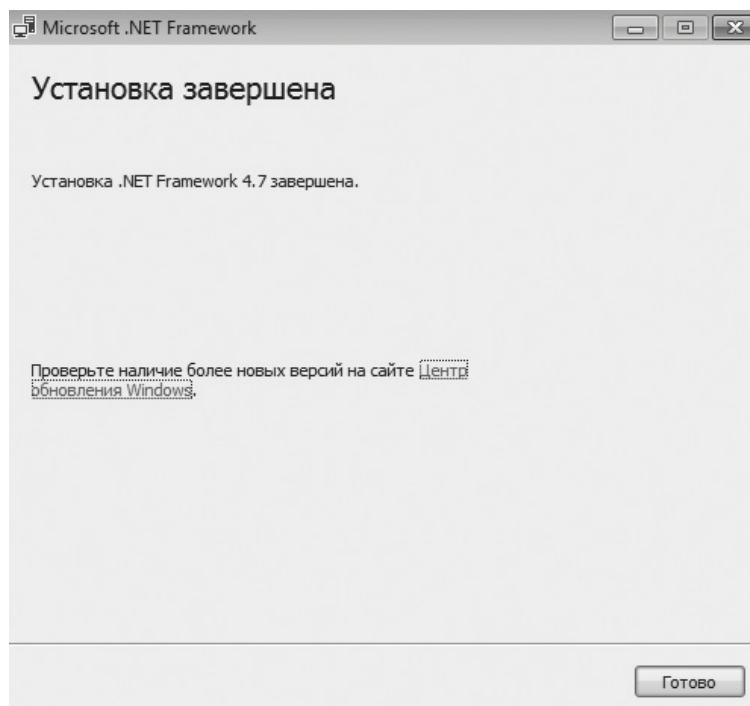 Microsoft .NET Framework
Установка завершена
Установка .NET Framework 4.7 завершена.
Проверьте наличие более новых версий на сайте Центр
обновления Windows.
Готово